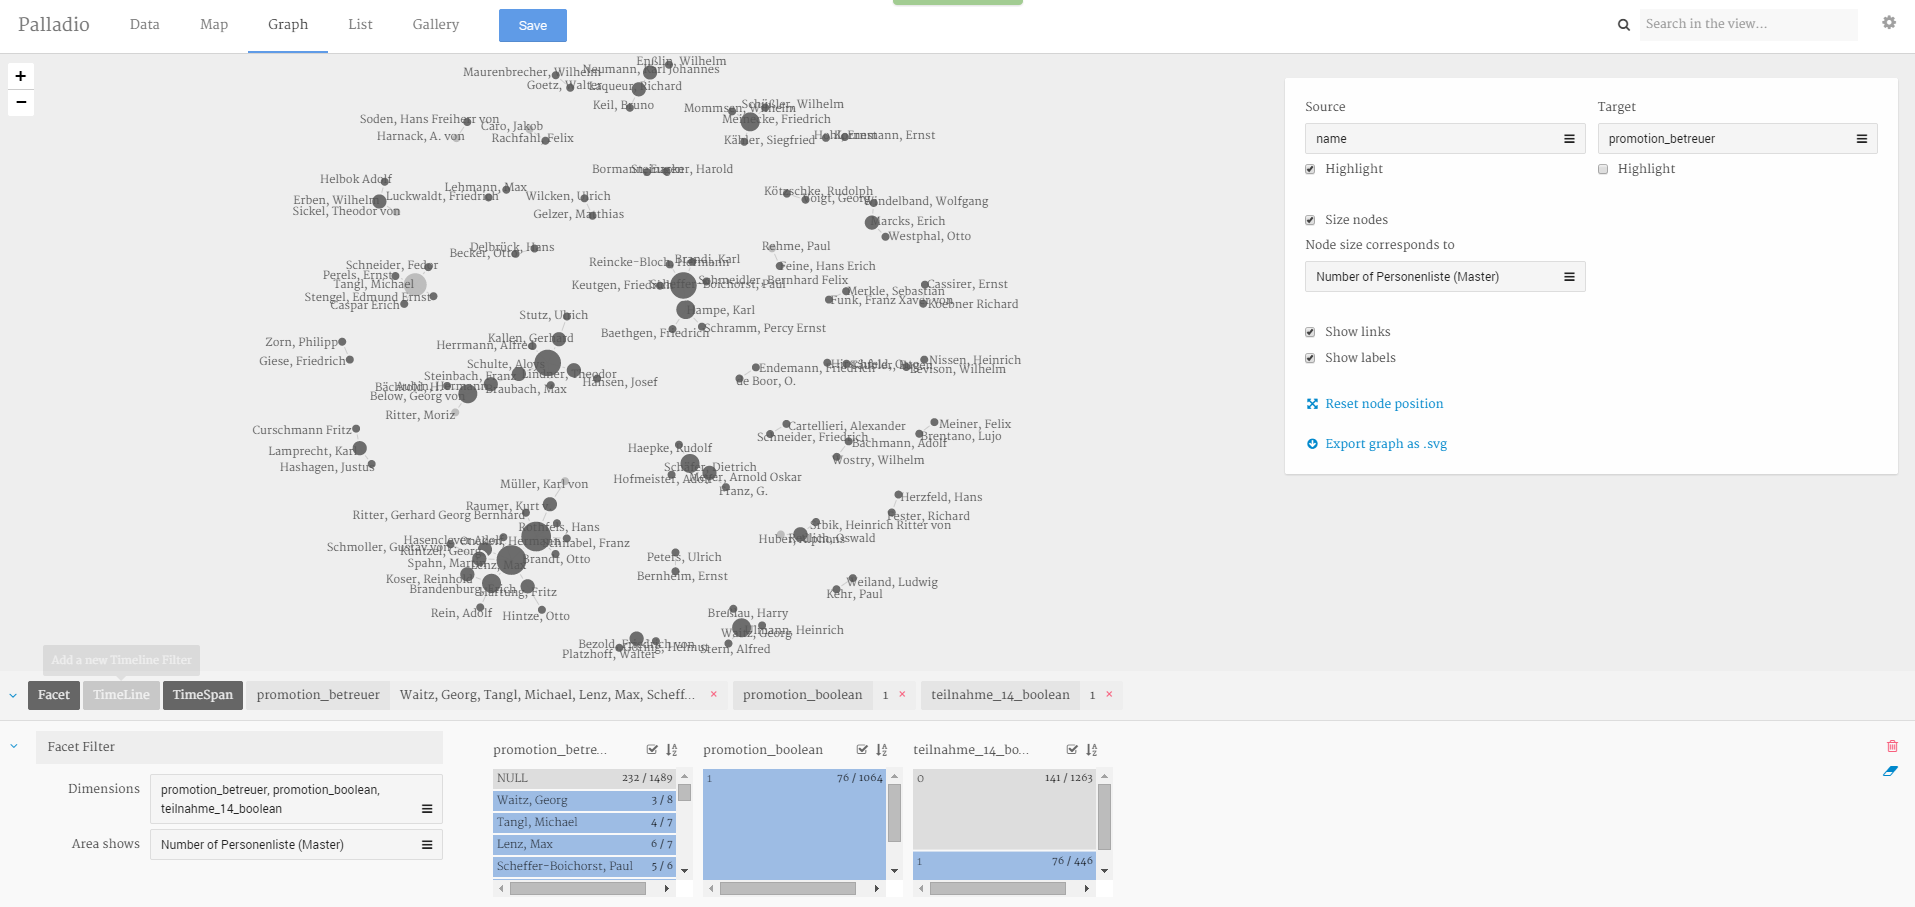 Palladio
Data
Map
Graph
List
Gallery
Save
Search in the view...
+
−
Enßlin, Wilhelm
Neumann, Karl Johannes
Maurenbrecher, Wilhelm
Goetz, Walter
Laqueur, Richard
Keil, Bruno
Schüßler, Wilhelm
Mommsen, Wilhelm
Meinecke, Friedrich
Kähler, Siegfried
Kornemann, Ernst
Soden, Hans Freiherr von
Harnack, A. von
Caro, Jakob
Rachfahl, Felix
Steinacker, Harold
Helbok Adolf
Erben, Wilhelm
Sickel, Theodor von
Luckwaldt, Friedrich
Lehmann, Max
Wilcken, Ulrich
Gelzer, Matthias
Kötzschke, Rudolph
Voigt, Georg
Windelband, Wolfgang
Marcks, Erich
Westphal, Otto
Delbrück, Hans
Becker, Otto
Rehme, Paul
Feine, Hans Erich
Schneider, Fedor
Perels, Ernst
Tangl, Michael
Stengel, Edmund Ernst
Caspar Erich
Reincke-Bloch, Hermann
Brandi, Karl
Keutgen, Friedrich
Scheffer-Boichorst, Paul
Schmeidler, Bernhard Felix
Hampe, Karl
Baethgen, Friedrich
Schramm, Percy Ernst
Merkle, Sebastian
Funk, Franz Xaver von
Cassirer, Ernst
Koebner Richard
Stutz, Ulrich
Kallen, Gerhard
Herrmann, Alfred
Schulte, Aloys
Steinbach, Franz
Lindner, Theodor
Hansen, Josef
Braubach, Max
Bächtold, H.
Aubin, Hermann
Below, Georg von
Ritter, Moriz
Zorn, Philipp
Giese, Friedrich
Endemann, Friedrich
de Boor, O.
Nissen, Heinrich
Levison, Wilhelm
Curschmann Fritz
Lamprecht, Karl
Hashagen, Justus
Cartellieri, Alexander
Schneider, Friedrich
Bachmann, Adolf
Wostry, Wilhelm
Meiner, Felix
Brentano, Lujo
Haepke, Rudolf
Schäfer, Dietrich
Hofmeister, Adolf
Meyer, Arnold Oskar
Franz, G.
Müller, Karl von
Raumer, Kurt v.
Ritter, Gerhard Georg Bernhard
Rothfels, Hans
Schnabel, Franz
Hasenclever, Adolf
Oncken, Hermann
Schmoller, Gustav von
Küntzel, Georg
Brandt, Otto
Spahn, Martin
Lenz, Max
Koser, Reinhold
Brandenburg, Erich
Hartung, Fritz
Rein, Adolf
Hintze, Otto
Herzfeld, Hans
Fester, Richard
Srbik, Heinrich Ritter von
Redlich, Oswald
Huber, Alphons
Peters, Ulrich
Bernheim, Ernst
Weiland, Ludwig
Kehr, Paul
Breßlau, Harry
Ulmann, Heinrich
Waitz, Georg
Stern, Alfred
Bezold, Friedrich von
Göring, Helmut
Platzhoff, Walter
Source
Target
name
promotion_betreuer
Highlight
Highlight
Size nodes
Node size corresponds to
Number of Personenliste (Master)
Show links
Show labels
Reset node position
Export graph as .svg
Add a new Timeline Filter
Facet
TimeLine
TimeSpan
promotion_betreuer
Waitz, Georg, Tangl, Michael, Lenz, Max, Scheff... ×
promotion_boolean
1 ×
teilnahme_14_boolean
1 ×
Facet Filter
Dimensions
promotion_betreuer, promotion_boolean,
teilnahme_14_boolean
Area shows
Number of Personenliste (Master)
promotion_betre...
NULL 232 / 1489
Waitz, Georg 3 / 8
Tangl, Michael 4 / 7
Lenz, Max 6 / 7
Scheffer-Boichorst, Paul 5 / 6
promotion_boolean
1 76 / 1064
teilnahme_14_bo...
0 141 / 1263
1 76 / 446